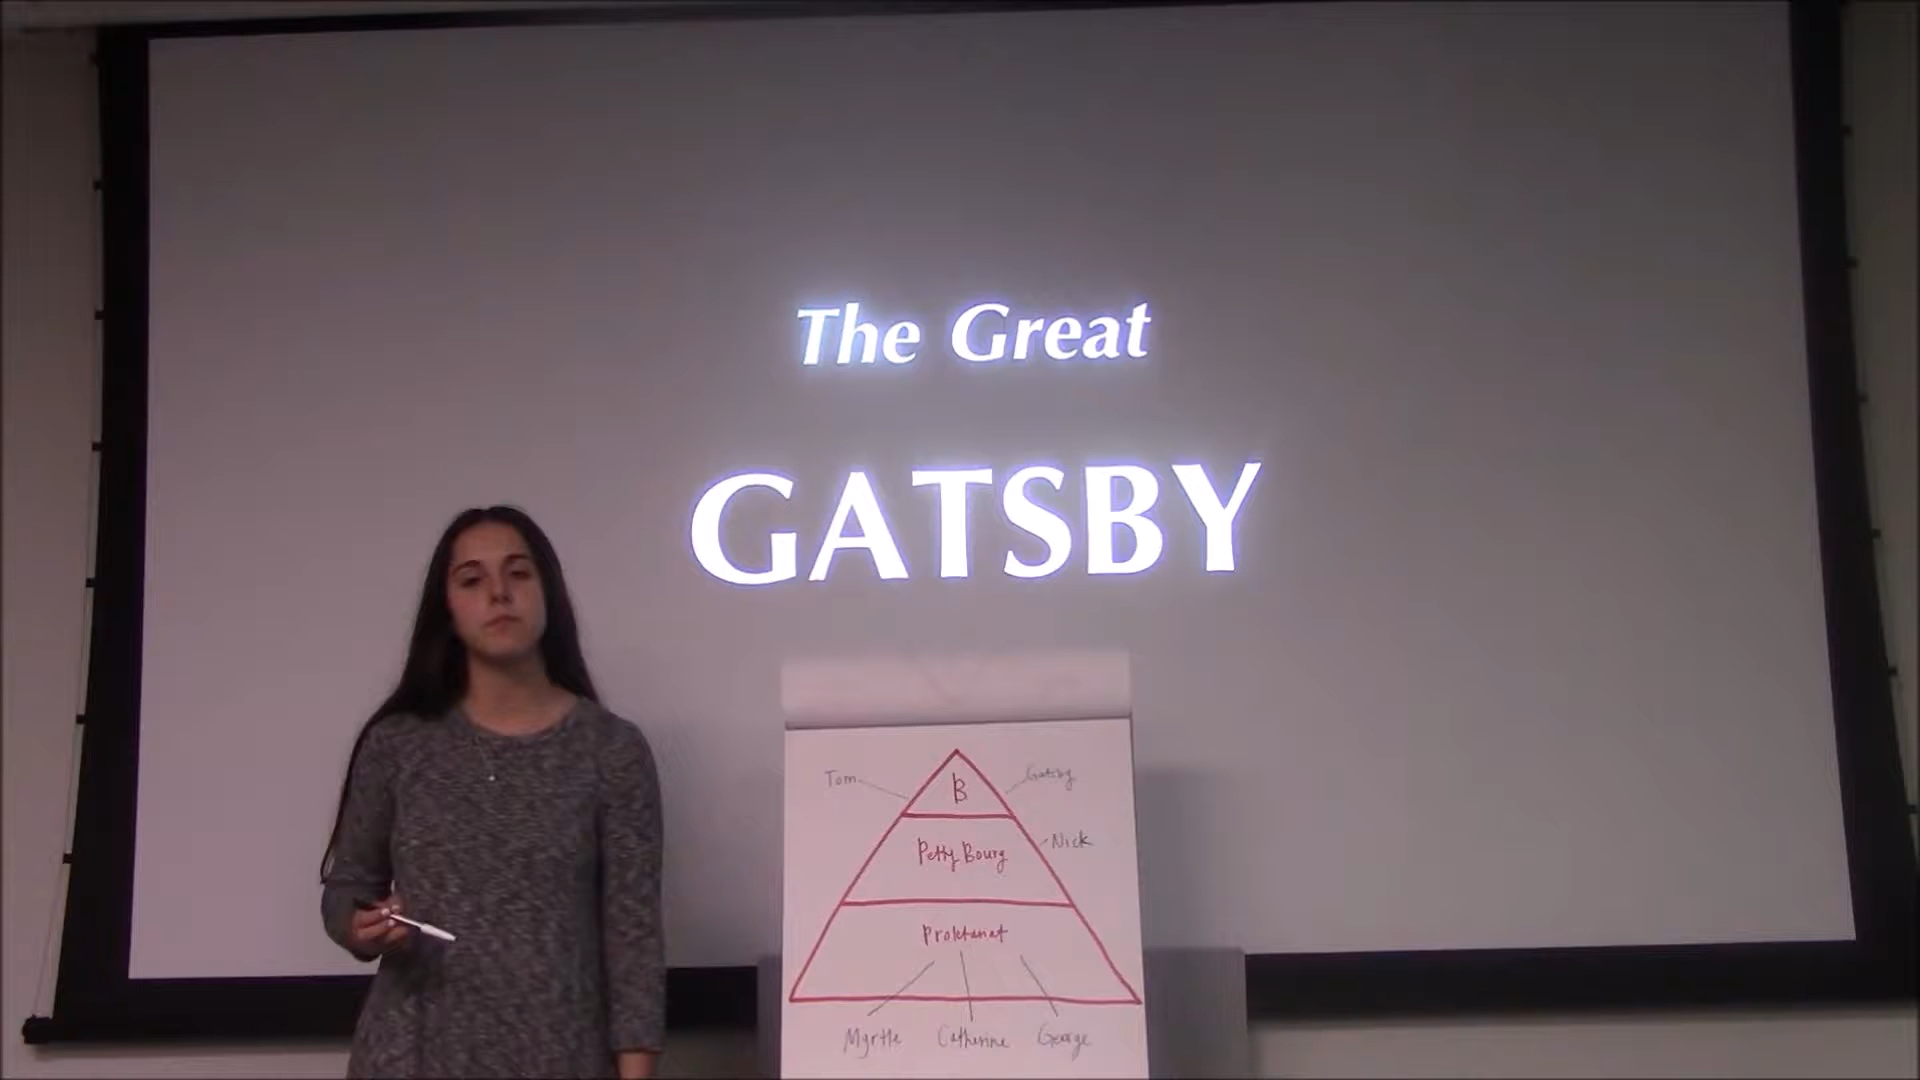 The Great
GATSBY
Tom
B
Gatsby
Petty Bourg
Nick
Proletariat
Myrtle Catherine George